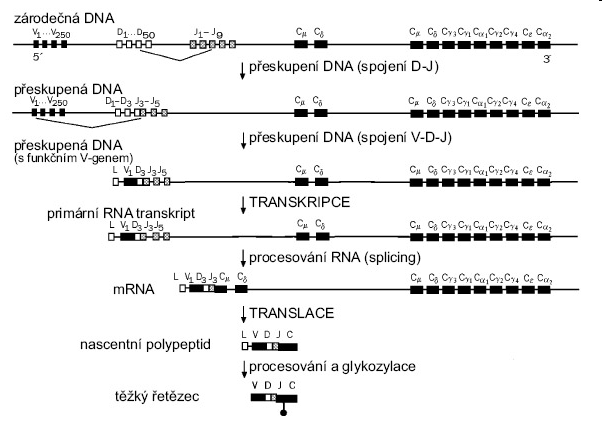 zárodečná DNA
V1...V250 D1...D50 J1–J9 Cμ Cδ Cμ Cδ Cγ3 Cγ1 Cα1 Cγ2 Cγ4 Cε Cα2
5´ 3´
přeskupení DNA (spojení D-J)
přeskupená DNA
V1...V250 D1–D3 J3–J5 Cμ Cδ Cμ Cδ Cγ3 Cγ1 Cα1 Cγ2 Cγ4 Cε Cα2
přeskupení DNA (spojení V-D-J)
přeskupená DNA
(s funkčním V-genem)
L V1 D3 J3 J5 Cμ Cδ Cμ Cδ Cγ3 Cγ1 Cα1 Cγ2 Cγ4 Cε Cα2
TRANSKRIPCE
primární RNA transkript
L V1 D3 J3 J5 Cμ Cδ Cμ Cδ Cγ3 Cγ1 Cα1 Cγ2 Cγ4 Cε Cα2
procesování RNA (splicing)
L V1 D3 J3 Cμ Cδ Cμ Cδ Cγ3 Cγ1 Cα1 Cγ2 Cγ4 Cε Cα2
mRNA
TRANSLACE
L V D J C
nascentní polypeptid
procesování a glykozylace
V D J C
těžký řetězec